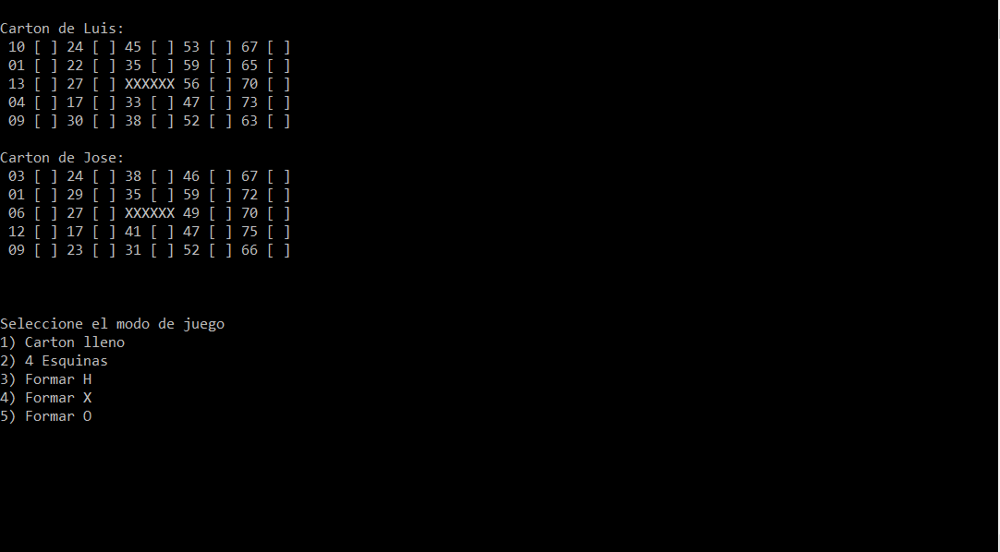 Carton de Luis:
10 [ ] 24 [ ] 45 [ ] 53 [ ] 67 [ ]
01 [ ] 22 [ ] 35 [ ] 59 [ ] 65 [ ]
13 [ ] 27 [ ] XXXXXX 56 [ ] 70 [ ]
04 [ ] 17 [ ] 33 [ ] 47 [ ] 73 [ ]
09 [ ] 30 [ ] 38 [ ] 52 [ ] 63 [ ]
Carton de Jose:
03 [ ] 24 [ ] 38 [ ] 46 [ ] 67 [ ]
01 [ ] 29 [ ] 35 [ ] 59 [ ] 72 [ ]
06 [ ] 27 [ ] XXXXXX 49 [ ] 70 [ ]
12 [ ] 17 [ ] 41 [ ] 47 [ ] 75 [ ]
09 [ ] 23 [ ] 31 [ ] 52 [ ] 66 [ ]
Seleccione el modo de juego
1) Carton lleno
2) 4 Esquinas
3) Formar H
4) Formar X
5) Formar O